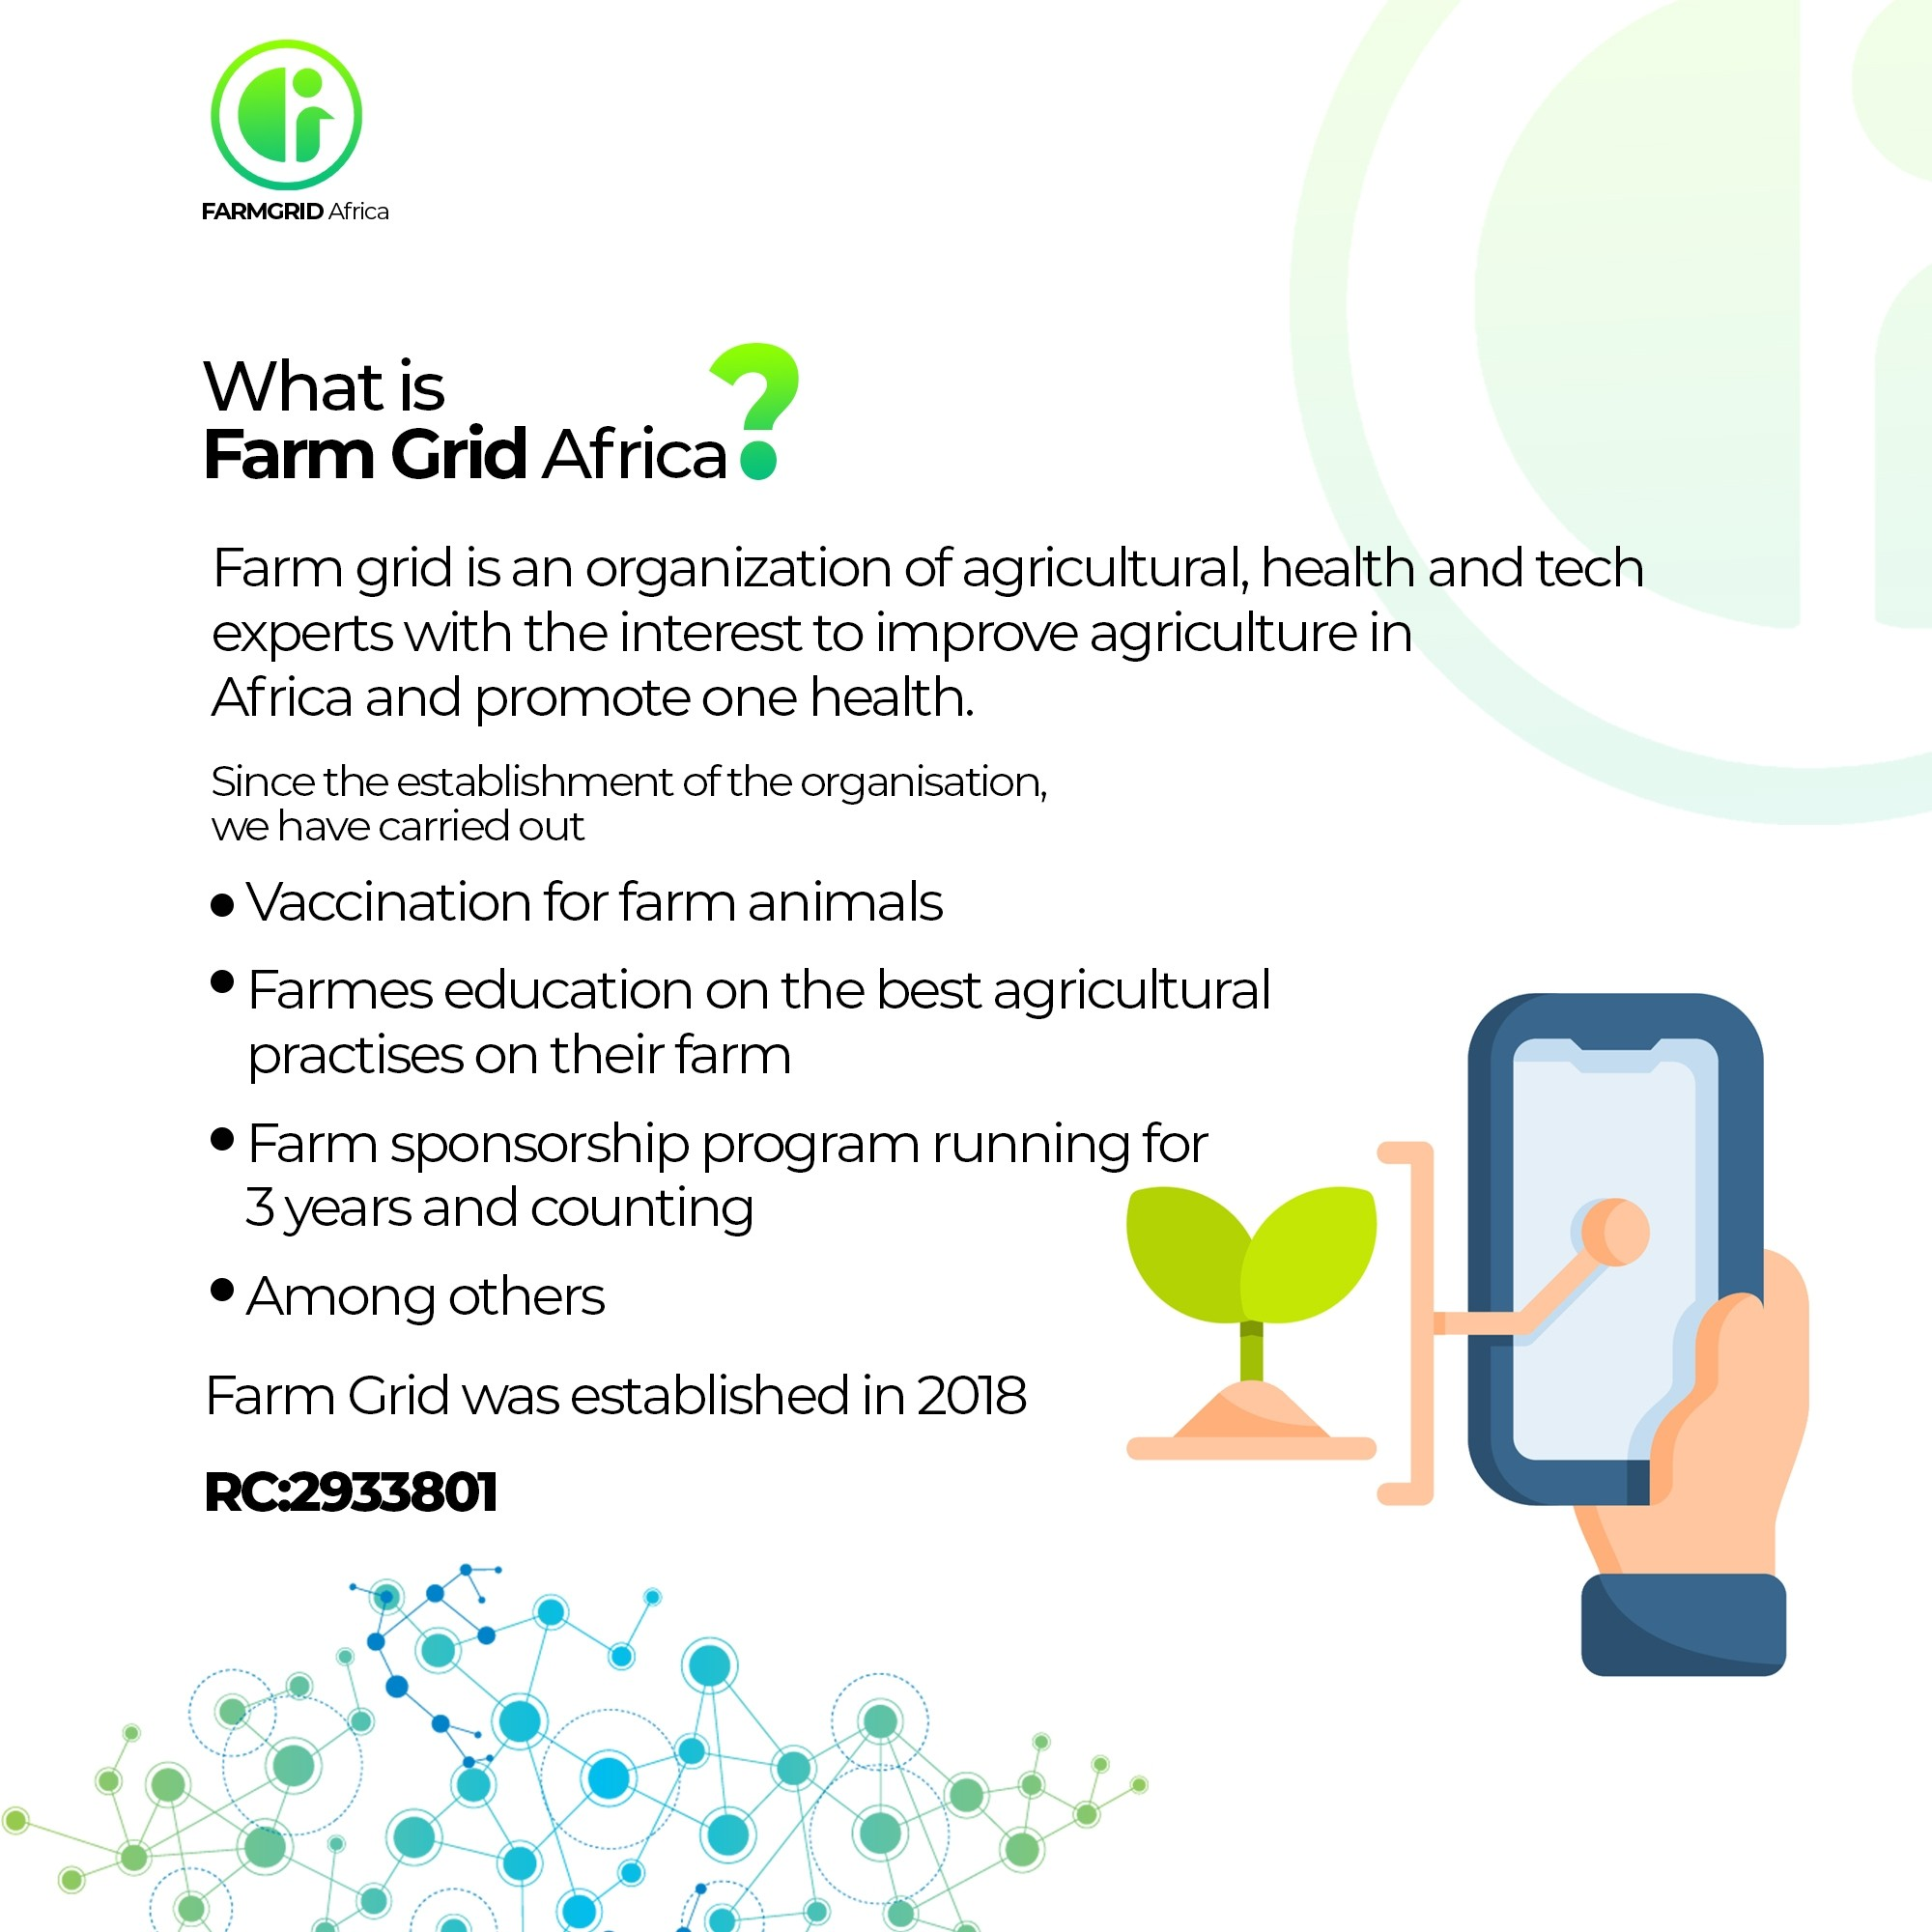 FARMGRID Africa
What is
Farm Grid Africa?
Farm grid is an organization of agricultural, health and tech
experts with the interest to improve agriculture in
Africa and promote one health.
Since the establishment of the organisation,
we have carried out
● Vaccination for farm animals
● Farmes education on the best agricultural
practises on their farm
● Farm sponsorship program running for
3 years and counting
● Among others
Farm Grid was established in 2018
RC:2933801